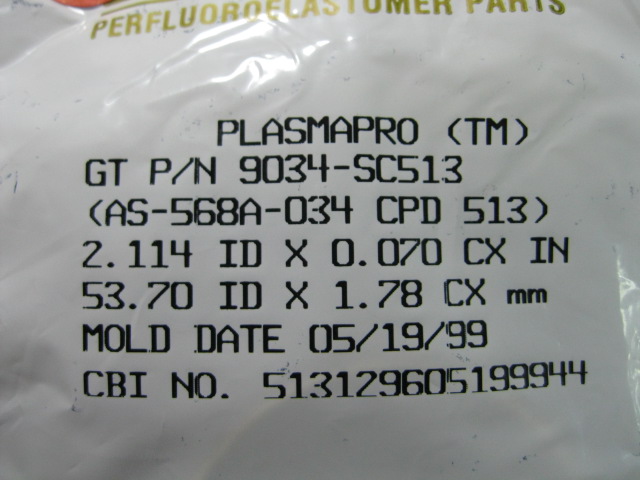 PERFLUOROELASTOMER PARTS
PLASMAPRO (TM)
GT P/N 9034-SC513
(AS-568A-034 CPD 513)
2.114 ID X 0.070 CX IN
53.70 ID X 1.78 CX mm
MOLD DATE 05/19/99
CBI NO. 513129605199944